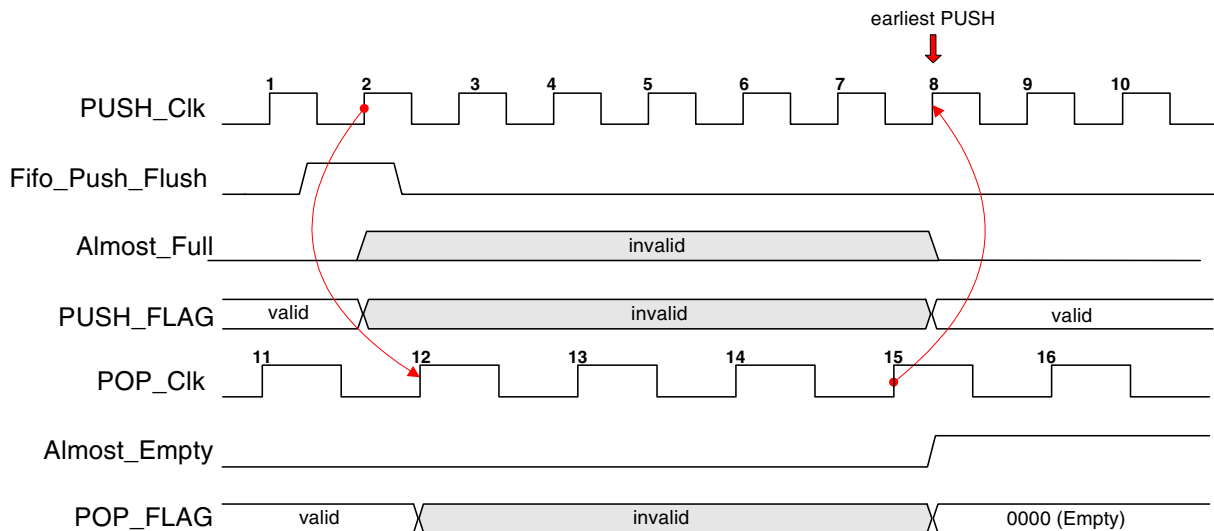 earliest PUSH
1 2 3 4 5 6 7 8 9 10
PUSH_Clk
Fifo_Push_Flush
Almost_Full invalid
PUSH_FLAG valid invalid valid
11 12 13 14 15 16
POP_Clk
Almost_Empty
POP_FLAG valid invalid 0000 (Empty)